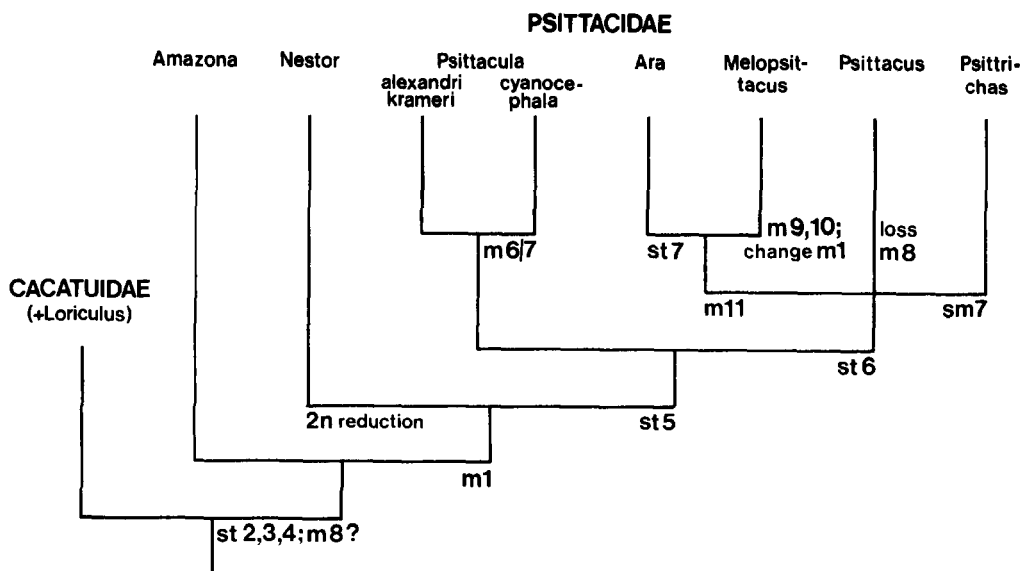 PSITTACIDAE
Amazona
Nestor
Psittacula
alexandri
krameri
cyanoce-
phala
Ara
Melopsit-
tacus
Psittacus
Psittri-
chas
m6/7
st 7
m 9,10;
change m1
loss
m8
CACATUIDAE
(+Loriculus)
m11
sm7
st 6
2n reduction
st5
m1
st 2,3,4; m8?